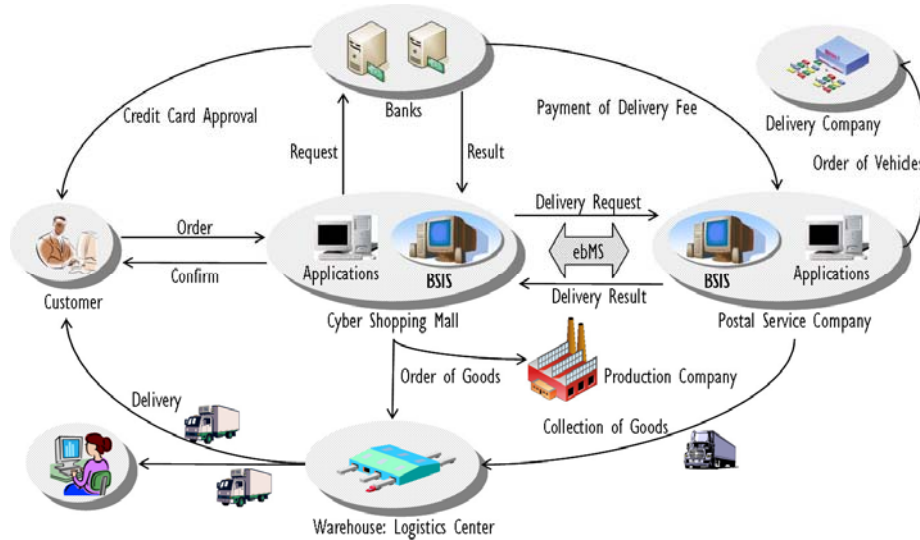 Banks
Credit Card Approval
Payment of Delivery Fee
Delivery Company
Request
Result
Order of Vehicles
Order
Delivery Request
Applications
BSIS
ebMS
BSIS
Applications
Confirm
Delivery Result
Customer
Cyber Shopping Mall
Postal Service Company
Order of Goods
Production Company
Delivery
Collection of Goods
Warehouse: Logistics Center